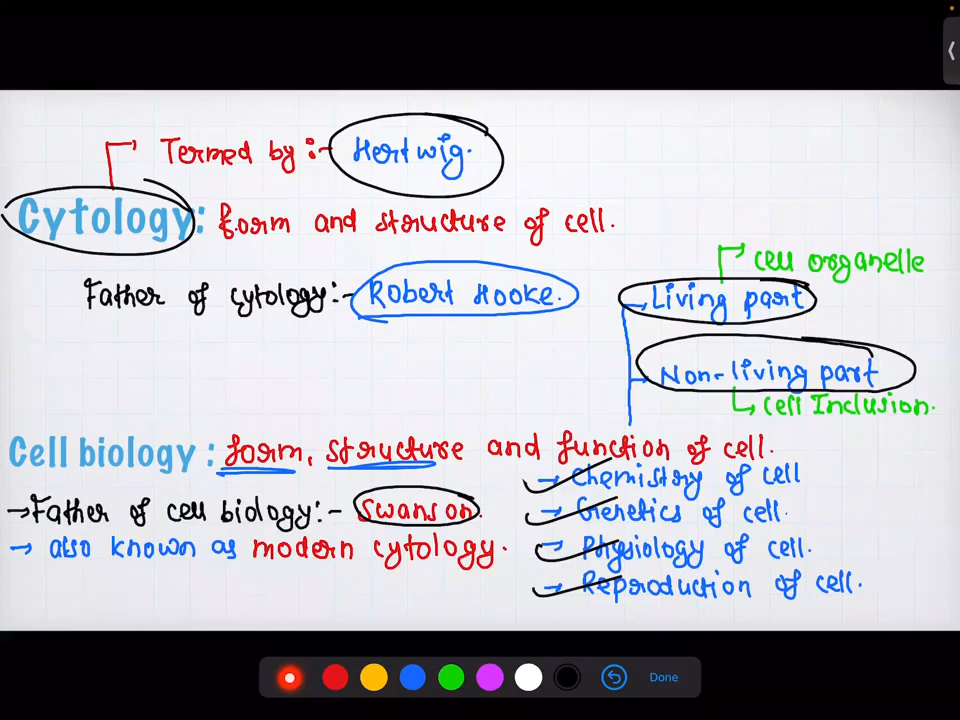 Termed by :- Hertwig.
Cytology: form and structure of cell.
cell organelle
Father of cytology:- Robert Hooke.
Living part
Non-living part
cell Inclusion.
Cell biology : form, structure and function of cell.
→ Chemistry of cell
→ Father of cell biology:- Swanson.
→ Genetics of cell.
→ also known as modern cytology.
→ Physiology of cell.
→ Reproduction of cell.
Done